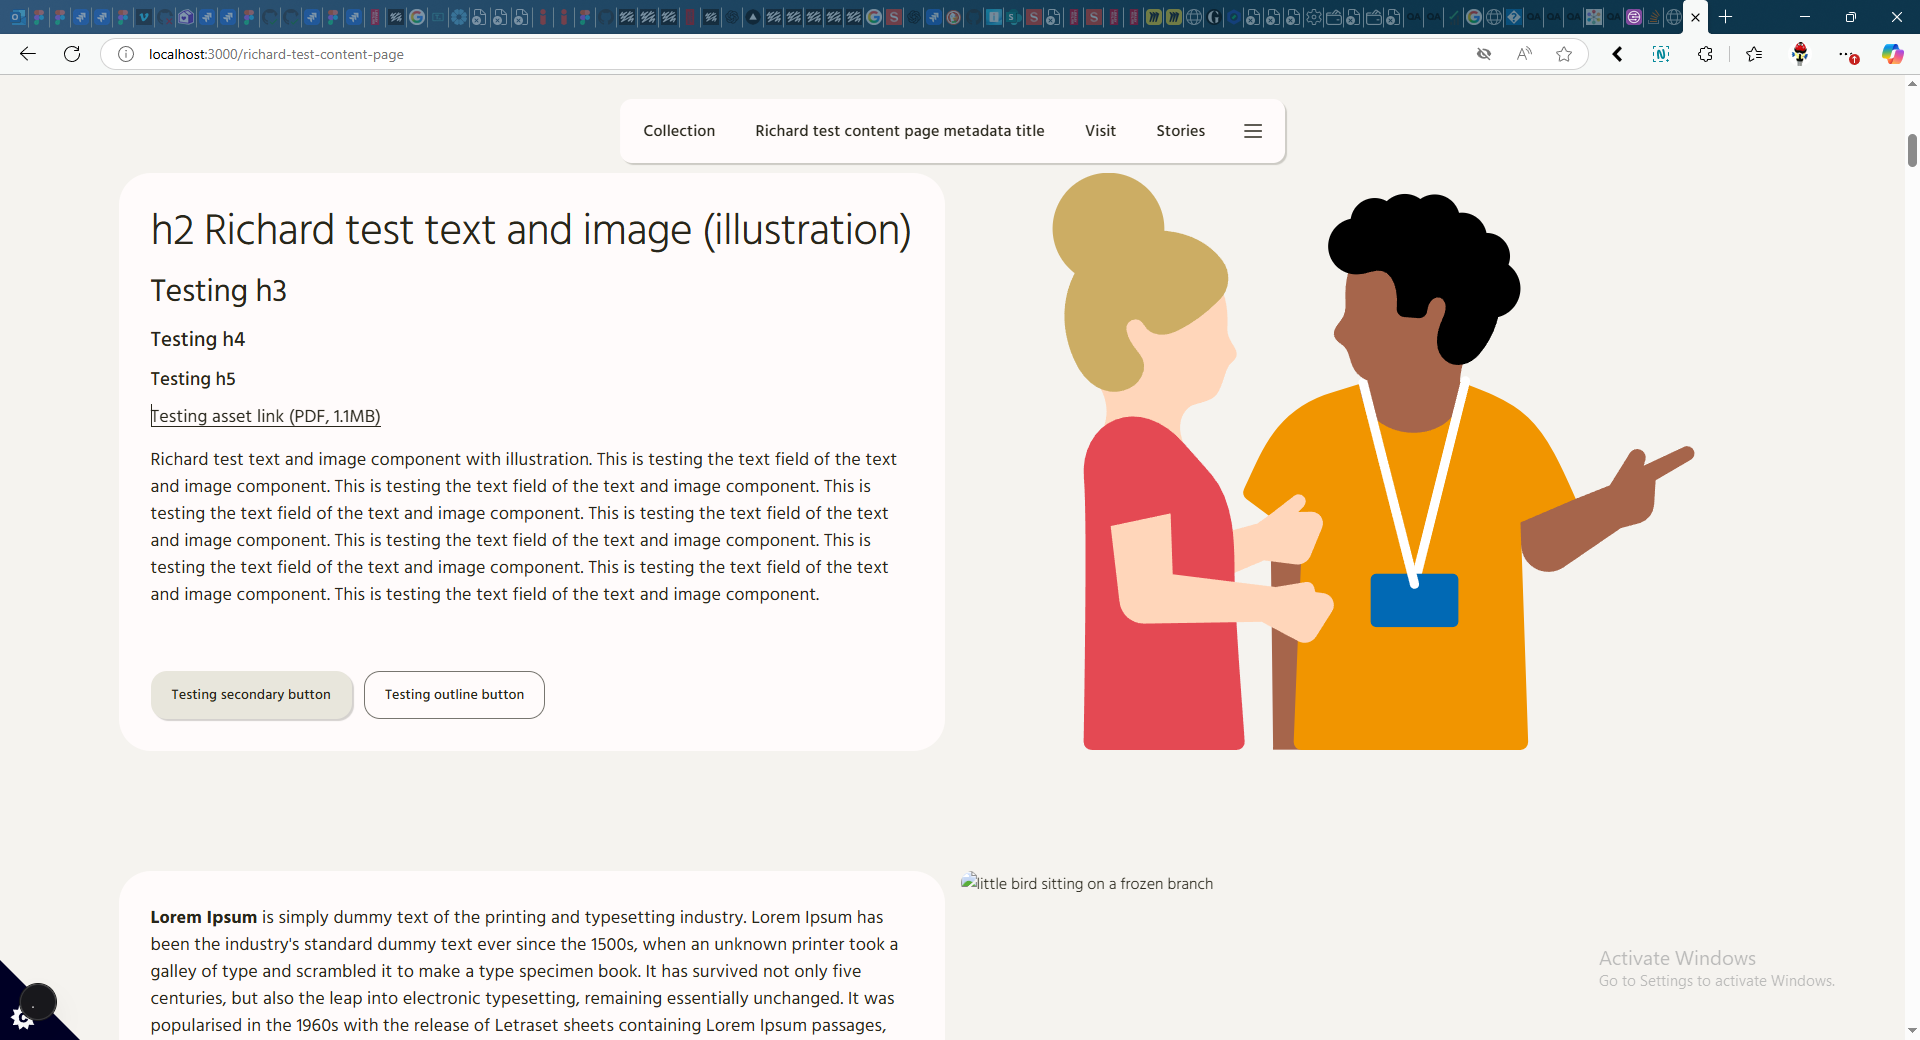 localhost:3000/richard-test-content-page
Collection
Richard test content page metadata title
Visit
Stories
h2 Richard test text and image (illustration)
Testing h3
Testing h4
Testing h5
Testing asset link (PDF, 1.1MB)
Richard test text and image component with illustration. This is testing the text field of the text
and image component. This is testing the text field of the text and image component. This is
testing the text field of the text and image component. This is testing the text field of the text
and image component. This is testing the text field of the text and image component. This is
testing the text field of the text and image component. This is testing the text field of the text
and image component. This is testing the text field of the text and image component.
Testing secondary button
Testing outline button
little bird sitting on a frozen branch
Lorem Ipsum is simply dummy text of the printing and typesetting industry. Lorem Ipsum has
been the industry's standard dummy text ever since the 1500s, when an unknown printer took a
galley of type and scrambled it to make a type specimen book. It has survived not only five
centuries, but also the leap into electronic typesetting, remaining essentially unchanged. It was
popularised in the 1960s with the release of Letraset sheets containing Lorem Ipsum passages,
Activate Windows
Go to Settings to activate Windows.